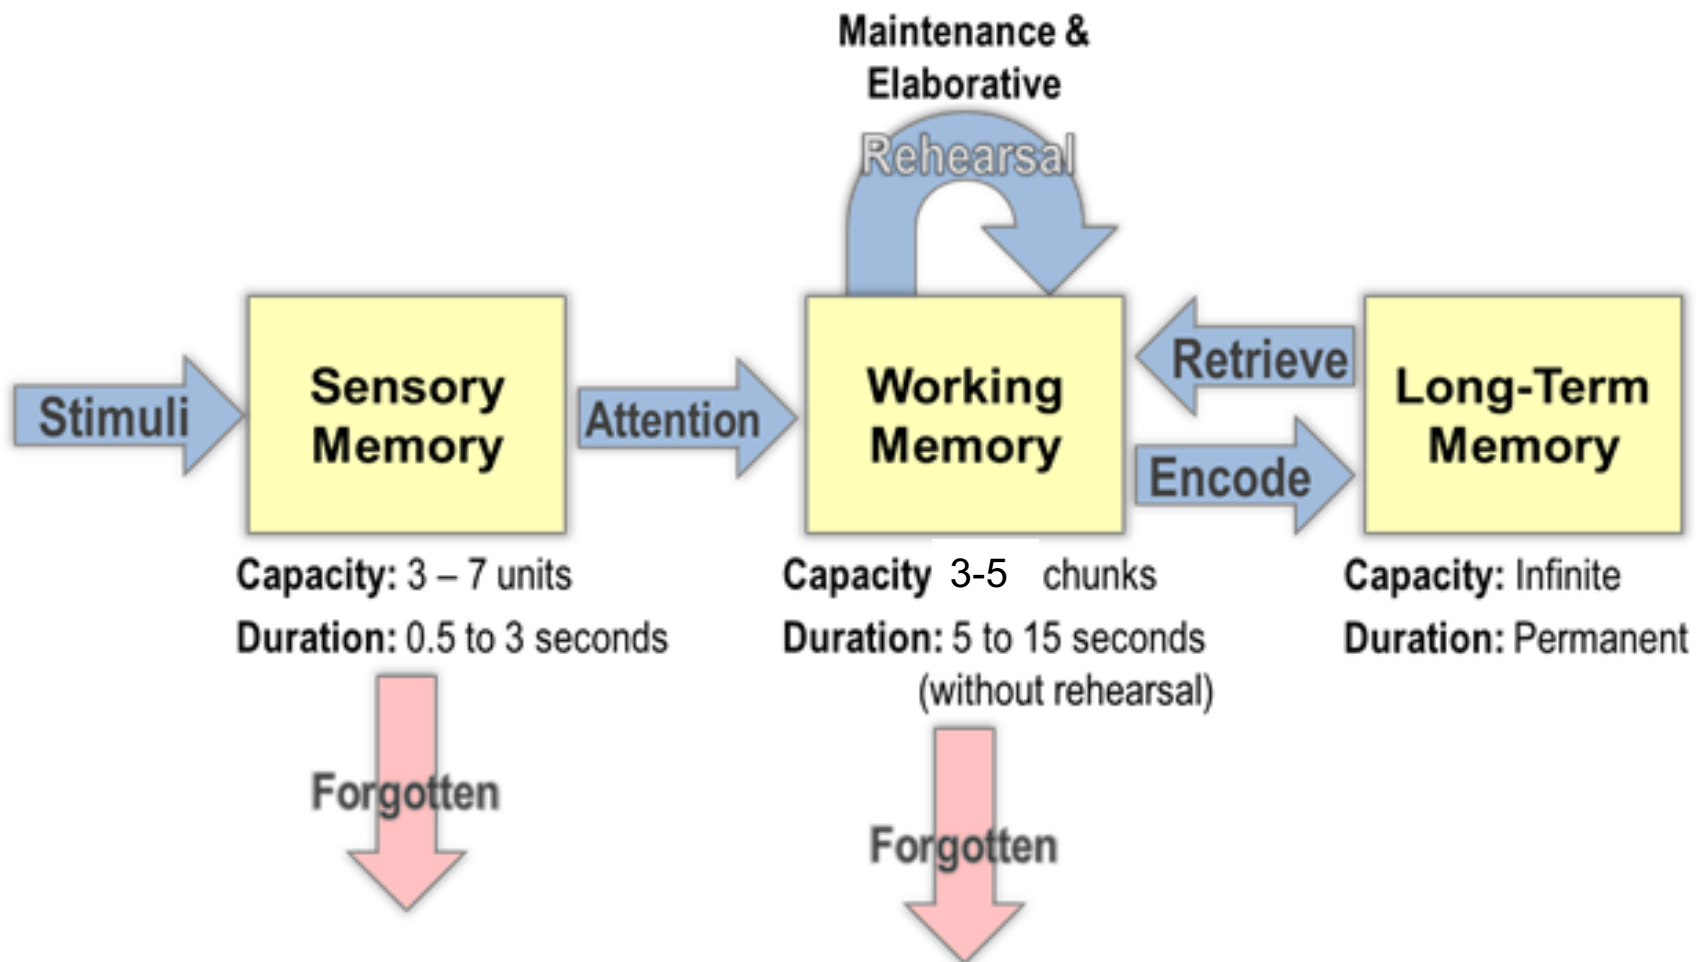 Maintenance &
Elaborative
Rehearsal
Stimuli
Sensory
Memory
Attention
Working
Memory
Retrieve
Encode
Long-Term
Memory
Capacity: 3 – 7 units
Duration: 0.5 to 3 seconds
Forgotten
Capacity 3-5 chunks
Duration: 5 to 15 seconds
(without rehearsal)
Forgotten
Capacity: Infinite
Duration: Permanent